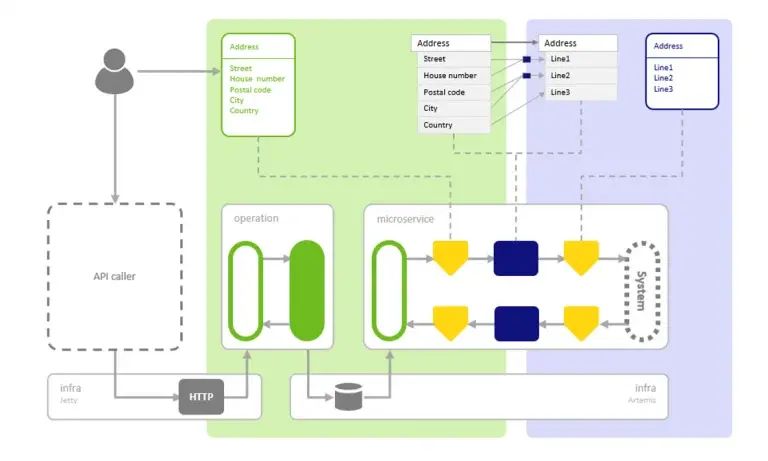 Address
Street
House number
Postal code
City
Country
Address
Street
House number
Postal code
City
Country
Address
Line1
Line2
Line3
Address
Line1
Line2
Line3
operation
microservice
API caller
System
infra
Jetty
HTTP
infra
Artemis